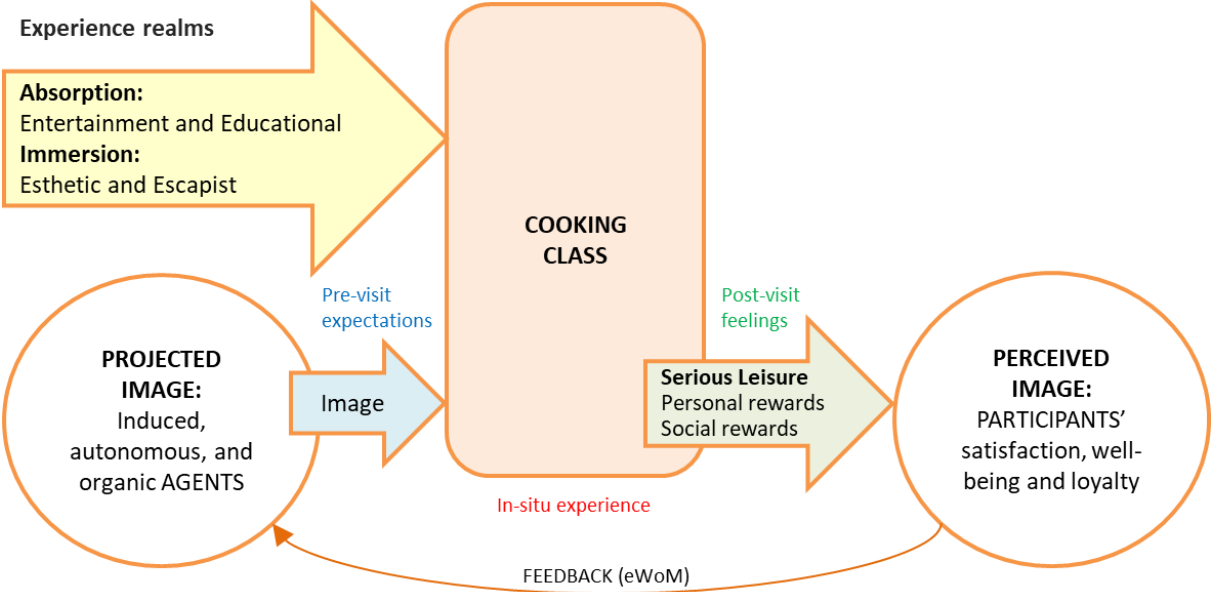 Experience realms
Absorption:
Entertainment and Educational
Immersion:
Esthetic and Escapist
COOKING
CLASS
Pre-visit
expectations
Post-visit
feelings
PROJECTED
IMAGE:
Induced,
autonomous, and
organic AGENTS
Image
Serious Leisure
Personal rewards
Social rewards
PERCEIVED
IMAGE:
PARTICIPANTS’
satisfaction, well-
being and loyalty
In-situ experience
FEEDBACK (eWoM)